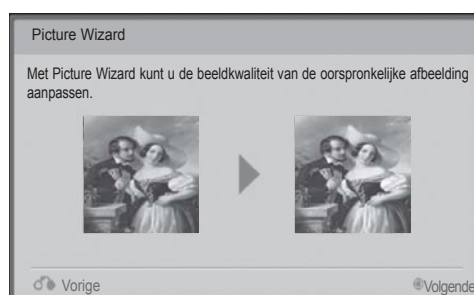 Picture Wizard
Met Picture Wizard kunt u de beeldkwaliteit van de oorspronkelijke afbeelding
aanpassen.
Vorige
Volgende